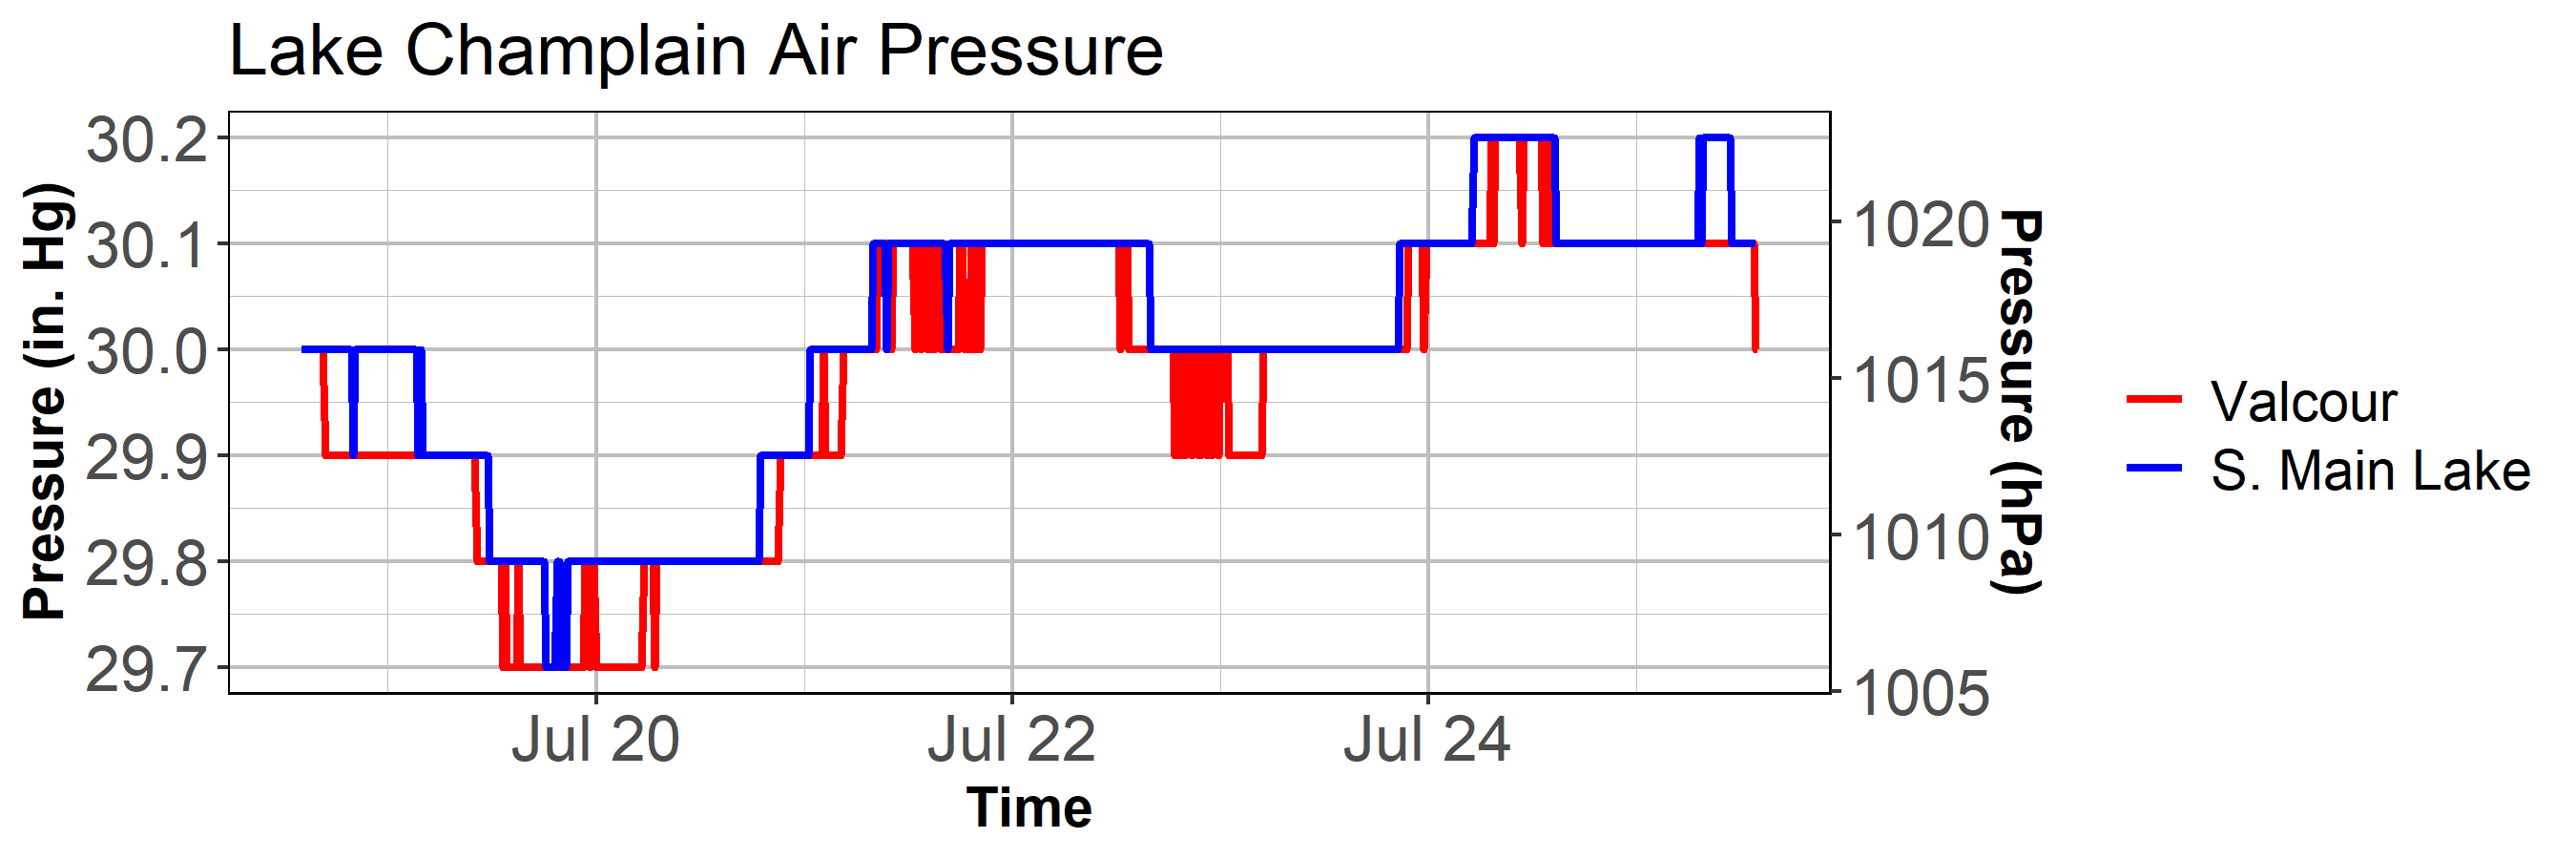 Lake Champlain Air Pressure
Pressure (in. Hg)
30.2
30.1
30.0
29.9
29.8
29.7
1020
1015
1010
1005
Pressure (hPa)
Jul 20
Jul 22
Jul 24
Time
Valcour
S. Main Lake